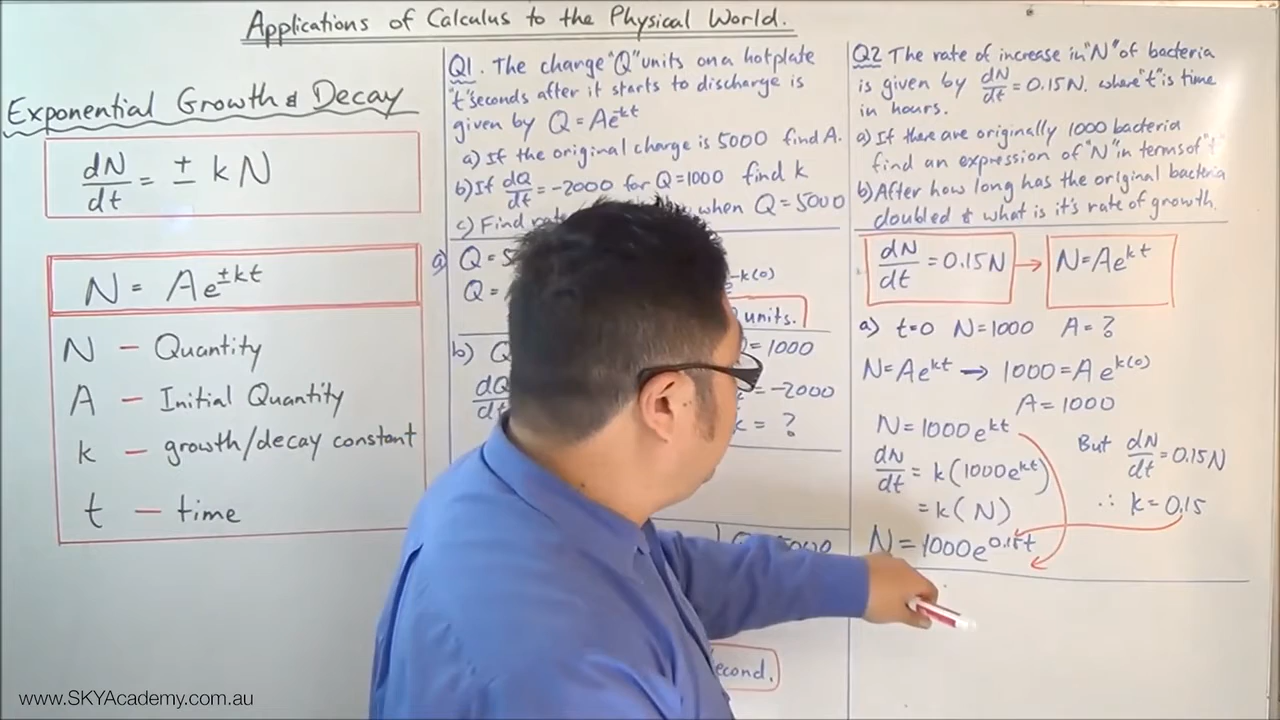 Applications of Calculus to the Physical World.
Exponential Growth & Decay
dN/dt = ± kN
N = Ae^±kt
N – Quantity
A – Initial Quantity
k – growth/decay constant
t – time
Q1. The change "Q" units on a hotplate
"t" seconds after it starts to discharge is
given by Q = Ae^-kt
a) If the original charge is 5000 find A.
b) If dQ/dt = -2000 for Q = 1000 find k
c) Find when Q = 5000
a) Q = 5
Q =
-k(0)
units.
b) Q = 1000
dQ/dt = -2000
k = ?
Q = 5000
econd.
Q2 The rate of increase in "N" of bacteria
is given by dN/dt = 0.15N. where "t" is time
in hours.
a) If there are originally 1000 bacteria
find an expression of "N" in terms of "t"
b) After how long has the original bacteria
doubled & what is it's rate of growth.
dN/dt = 0.15N → N = Ae^kt
a) t=0 N=1000 A=?
N = Ae^kt → 1000 = Ae^k(0)
A = 1000
N = 1000e^kt
But dN/dt = 0.15N
dN/dt = k(1000e^kt)
= k(N)
∴ k = 0.15
N = 1000e^0.15t
www.SKYAcademy.com.au